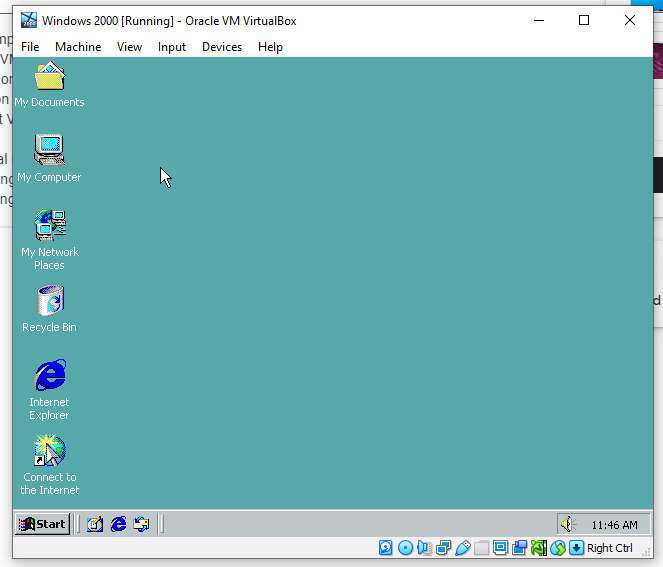 Windows 2000 [Running] - Oracle VM VirtualBox
File Machine View Input Devices Help
My Documents
My Computer
My Network
Places
Recycle Bin
Internet
Explorer
Connect to
the Internet
Start
11:46 AM
Right Ctrl